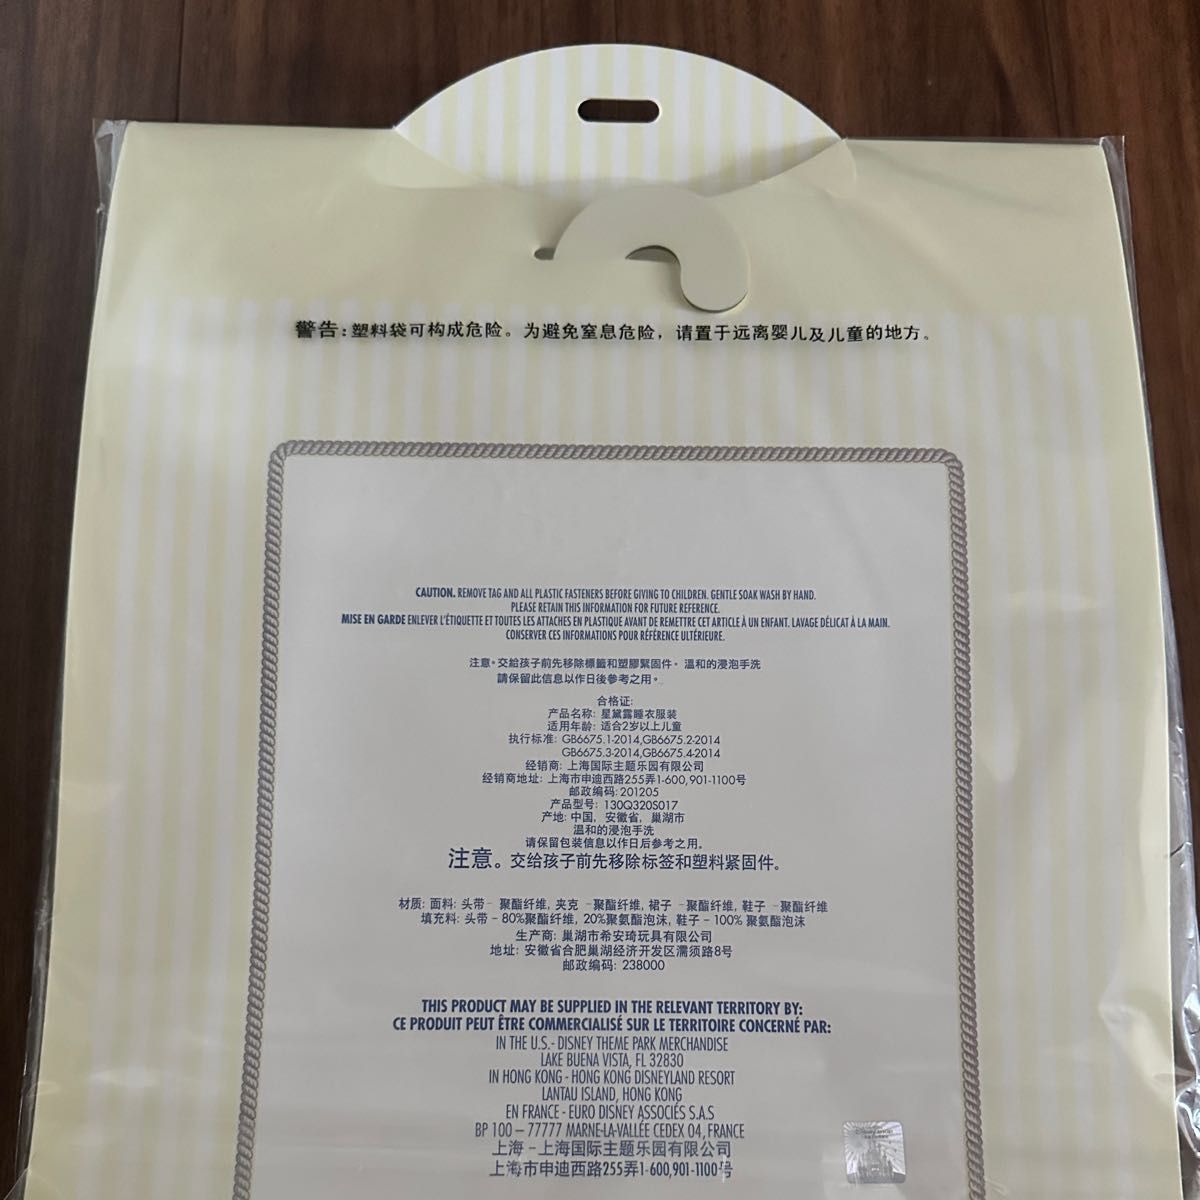 警告:塑料袋可构成危险。为避免窒息危险，请置于远离婴儿及儿童的地方。
CAUTION. REMOVE TAG AND ALL PLASTIC FASTENERS BEFORE GIVING TO CHILDREN. GENTLE SOAK WASH BY HAND.
PLEASE RETAIN THIS INFORMATION FOR FUTURE REFERENCE.
MISE EN GARDE ENLEVER L'ÉTIQUETTE ET TOUTES LES ATTACHES EN PLASTIQUE AVANT DE REMETTRE CET ARTICLE À UN ENFANT. LAVAGE DÉLICAT À LA MAIN.
CONSERVER CES INFORMATIONS POUR RÉFÉRENCE ULTÉRIEURE.
注意。交給孩子前先移除標籤和塑膠緊固件。溫和的浸泡手洗
請保留此信息以作日後參考之用。
合格证:
产品名称: 星黛露睡衣服装
适用年龄: 适合2岁以上儿童
执行标准: GB6675.1-2014,GB6675.2-2014
GB6675.3-2014,GB6675.4-2014
经销商: 上海国际主题乐园有限公司
经销商地址: 上海市申迪西路255弄1-600,901-1100号
邮政编码:201205
产品型号: 130Q320S017
产地: 中国，安徽省，巢湖市
温和的浸泡手洗
请保留包装信息以作日后参考之用。
注意。交给孩子前先移除标签和塑料紧固件。
材质: 面料: 头带 - 聚酯纤维, 夹克 -聚酯纤维, 裙子 -聚酯纤维, 鞋子 -聚酯纤维
填充料: 头带 - 80%聚酯纤维, 20%聚氨酯泡沫, 鞋子 - 100% 聚氨酯泡沫
生产商: 巢湖市希安琦玩具有限公司
地址: 安徽省合肥巢湖经济开发区濡须路8号
邮政编码: 238000
THIS PRODUCT MAY BE SUPPLIED IN THE RELEVANT TERRITORY BY:
CE PRODUIT PEUT ÊTRE COMMERCIALISÉ SUR LE TERRITOIRE CONCERNÉ PAR:
IN THE U.S.- DISNEY THEME PARK MERCHANDISE
LAKE BUENA VISTA, FL 32830
IN HONG KONG - HONG KONG DISNEYLAND RESORT
LANTAU ISLAND, HONG KONG
EN FRANCE - EURO DISNEY ASSOCIÉS S.A.S
BP 100 – 77777 MARNE-LA-VALLÉE CEDEX 04, FRANCE
上海 – 上海国际主题乐园有限公司
上海市申迪西路255弄1-600,901-1100号